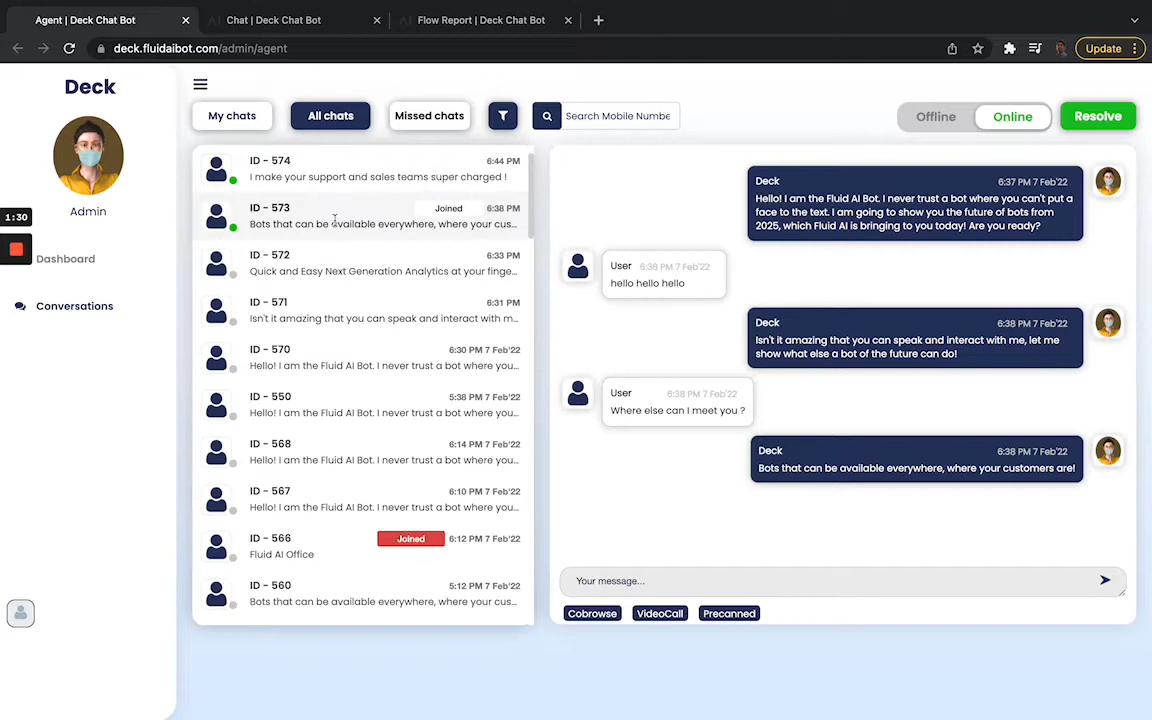 Agent | Deck Chat Bot
Chat | Deck Chat Bot
Flow Report | Deck Chat Bot
deck.fluidaibot.com/admin/agent
Update
Deck
Admin
1:30
Dashboard
Conversations
My chats
All chats
Missed chats
Search Mobile Numbe
Offline
Online
Resolve
ID - 574 6:44 PM
I make your support and sales teams super charged !
ID - 573 Joined 6:38 PM
Bots that can be available everywhere, where your cus...
ID - 572 6:33 PM
Quick and Easy Next Generation Analytics at your finge...
ID - 571 6:31 PM
Isn't it amazing that you can speak and interact with m...
ID - 570 6:30 PM 7 Feb'22
Hello! I am the Fluid AI Bot. I never trust a bot where you...
ID - 550 5:38 PM 7 Feb'22
Hello! I am the Fluid AI Bot. I never trust a bot where you...
ID - 568 6:14 PM 7 Feb'22
Hello! I am the Fluid AI Bot. I never trust a bot where you...
ID - 567 6:10 PM 7 Feb'22
Hello! I am the Fluid AI Bot. I never trust a bot where you...
ID - 566 Joined 6:12 PM 7 Feb'22
Fluid AI Office
ID - 560 5:12 PM 7 Feb'22
Bots that can be available everywhere, where your cus...
Deck 6:37 PM 7 Feb'22
Hello! I am the Fluid AI Bot. I never trust a bot where you can't put a
face to the text. I am going to show you the future of bots from
2025, which Fluid AI is bringing to you today! Are you ready?
User 6:38 PM 7 Feb'22
hello hello hello
Deck 6:38 PM 7 Feb'22
Isn't it amazing that you can speak and interact with me, let me
show what else a bot of the future can do!
User 6:38 PM 7 Feb'22
Where else can I meet you ?
Deck 6:38 PM 7 Feb'22
Bots that can be available everywhere, where your customers are!
Your message...
Cobrowse
VideoCall
Precanned